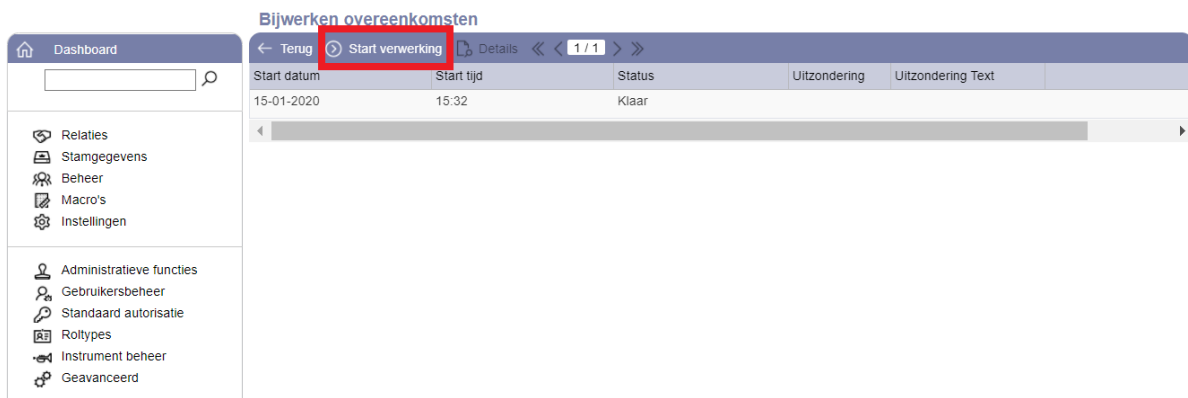 Bijwerken overeenkomsten
Dashboard
Terug Start verwerking Details 1 / 1
Start datum Start tijd Status Uitzondering Uitzondering Text
15-01-2020 15:32 Klaar
Relaties
Stamgegevens
Beheer
Macro's
Instellingen
Administratieve functies
Gebruikersbeheer
Standaard autorisatie
Roltypes
Instrument beheer
Geavanceerd